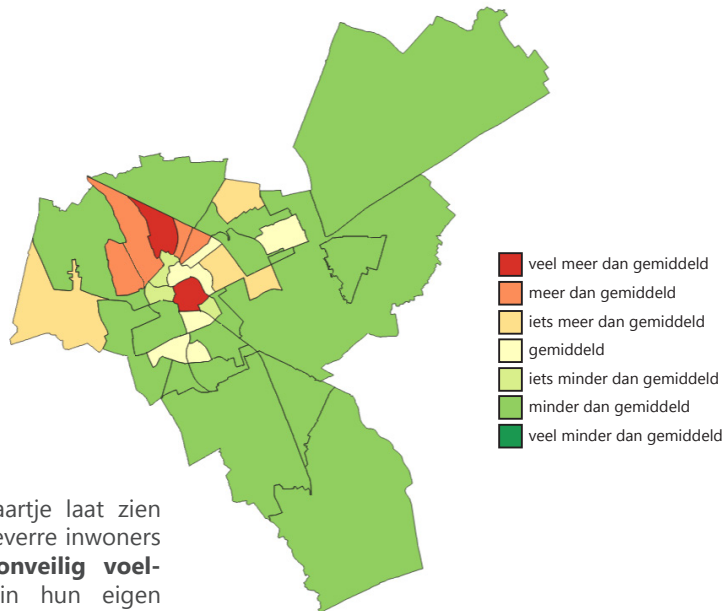 veel meer dan gemiddeld
meer dan gemiddeld
iets meer dan gemiddeld
gemiddeld
iets minder dan gemiddeld
minder dan gemiddeld
veel minder dan gemiddeld
aartje laat zien
everre inwoners
onveilig voel-
in hun eigen